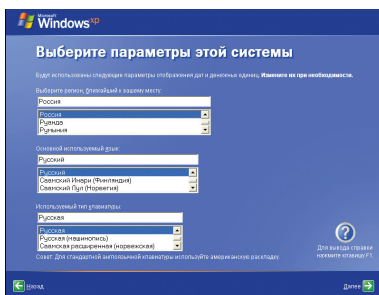 Microsoft
Windows xp
Выберите параметры этой системы
Будут использованы следующие параметры отображения дат и денежных единиц. Измените их при необходимости.
Выберите регион, ближайший к вашему месту:
Россия
Россия
Руанда
Румыния
Основной используемый язык:
Русский
Русский
Саамский Инари (Финляндия)
Саамский Луле (Норвегия)
Используемый тип клавиатуры:
Русская
Русская
Русская (машинопись)
Саамская расширенная (норвежская)
Совет: Для стандартной англоязычной клавиатуры используйте американскую раскладку.
Для вывода справки
нажмите клавишу F1
Назад
Далее